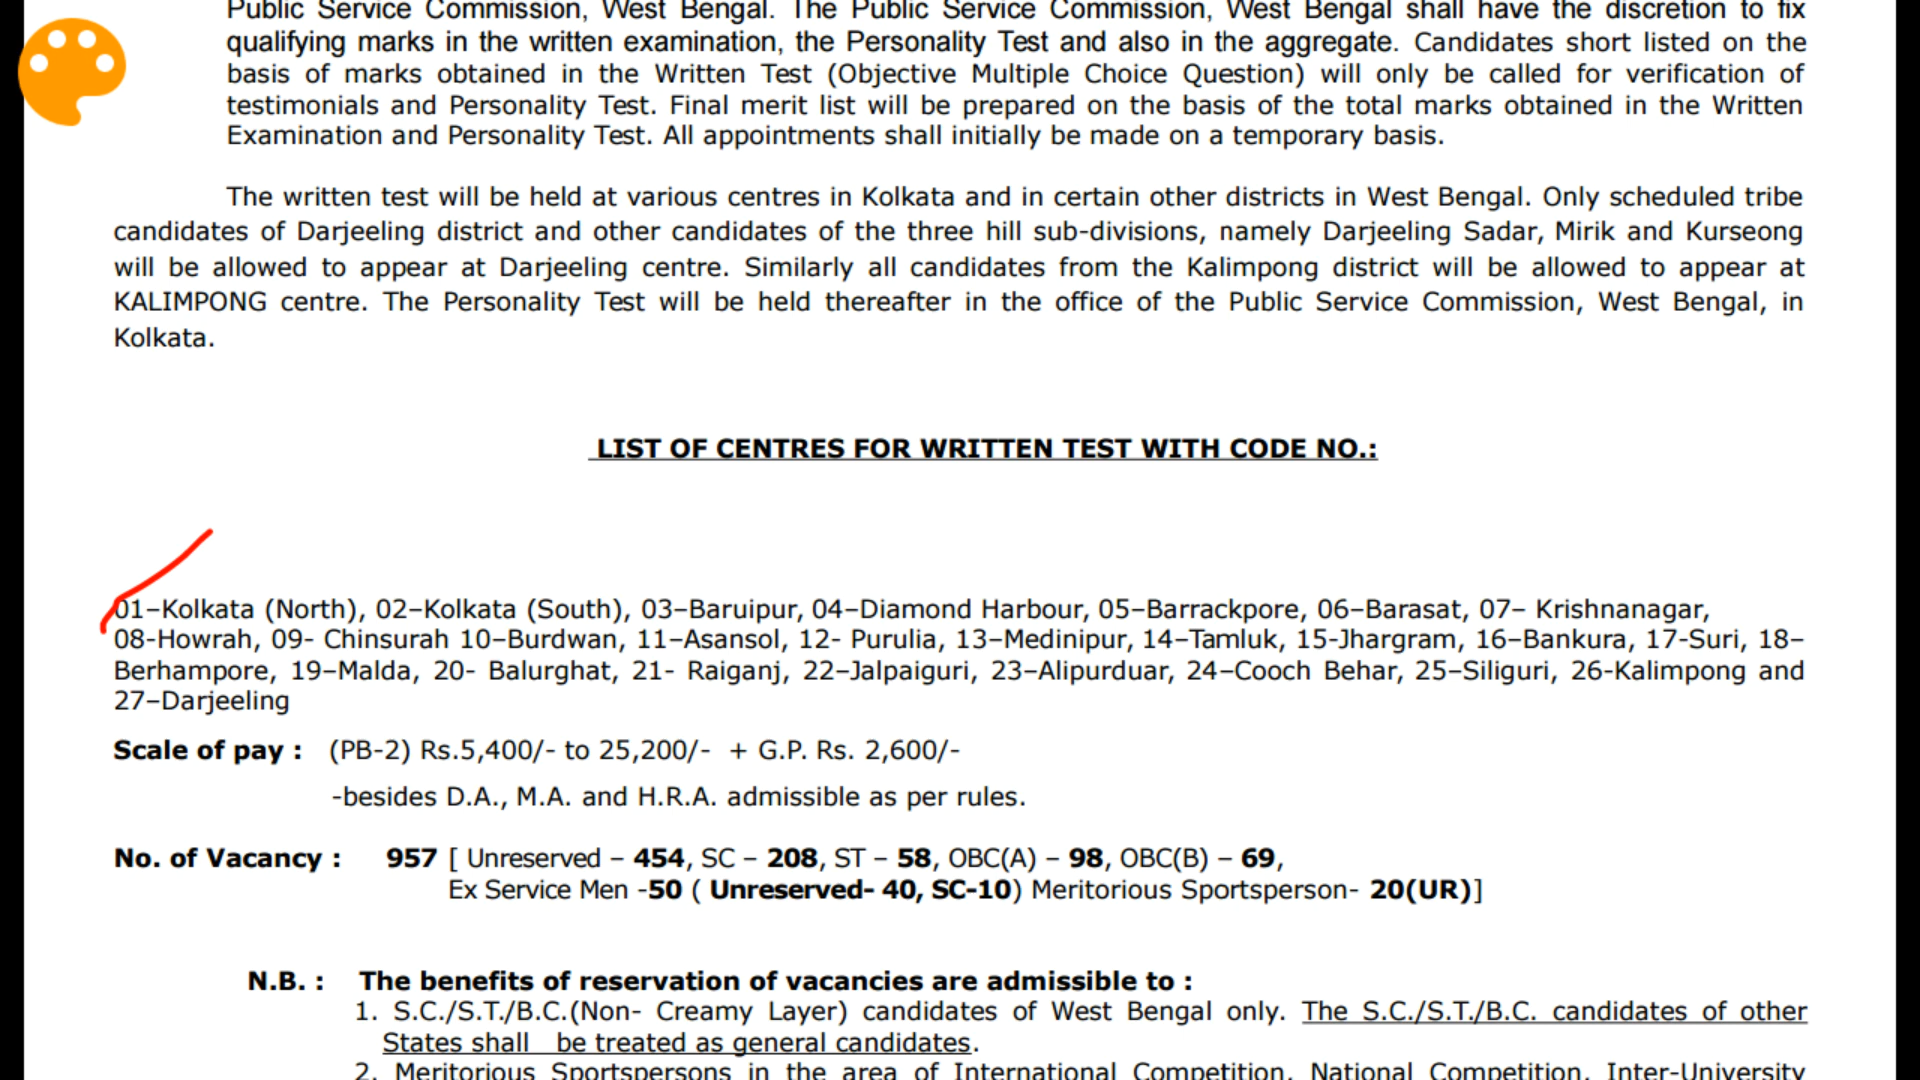 Public Service Commission, West Bengal. The Public Service Commission, West Bengal shall have the discretion to fix
qualifying marks in the written examination, the Personality Test and also in the aggregate. Candidates short listed on the
basis of marks obtained in the Written Test (Objective Multiple Choice Question) will only be called for verification of
testimonials and Personality Test. Final merit list will be prepared on the basis of the total marks obtained in the Written
Examination and Personality Test. All appointments shall initially be made on a temporary basis.
The written test will be held at various centres in Kolkata and in certain other districts in West Bengal. Only scheduled tribe
candidates of Darjeeling district and other candidates of the three hill sub-divisions, namely Darjeeling Sadar, Mirik and Kurseong
will be allowed to appear at Darjeeling centre. Similarly all candidates from the Kalimpong district will be allowed to appear at
KALIMPONG centre. The Personality Test will be held thereafter in the office of the Public Service Commission, West Bengal, in
Kolkata.
LIST OF CENTRES FOR WRITTEN TEST WITH CODE NO.:
01–Kolkata (North), 02–Kolkata (South), 03–Baruipur, 04–Diamond Harbour, 05–Barrackpore, 06–Barasat, 07– Krishnanagar,
08-Howrah, 09- Chinsurah 10–Burdwan, 11–Asansol, 12- Purulia, 13–Medinipur, 14–Tamluk, 15-Jhargram, 16–Bankura, 17-Suri, 18–
Berhampore, 19–Malda, 20- Balurghat, 21- Raiganj, 22–Jalpaiguri, 23–Alipurduar, 24–Cooch Behar, 25–Siliguri, 26-Kalimpong and
27–Darjeeling
Scale of pay : (PB-2) Rs.5,400/- to 25,200/- + G.P. Rs. 2,600/-
-besides D.A., M.A. and H.R.A. admissible as per rules.
No. of Vacancy : 957 [ Unreserved – 454, SC – 208, ST – 58, OBC(A) – 98, OBC(B) – 69,
Ex Service Men -50 ( Unreserved- 40, SC-10) Meritorious Sportsperson- 20(UR)]
N.B. : The benefits of reservation of vacancies are admissible to :
1. S.C./S.T./B.C.(Non- Creamy Layer) candidates of West Bengal only. The S.C./S.T./B.C. candidates of other
States shall be treated as general candidates.
2. Meritorious Sportspersons in the area of International Competition, National Competition, Inter-University